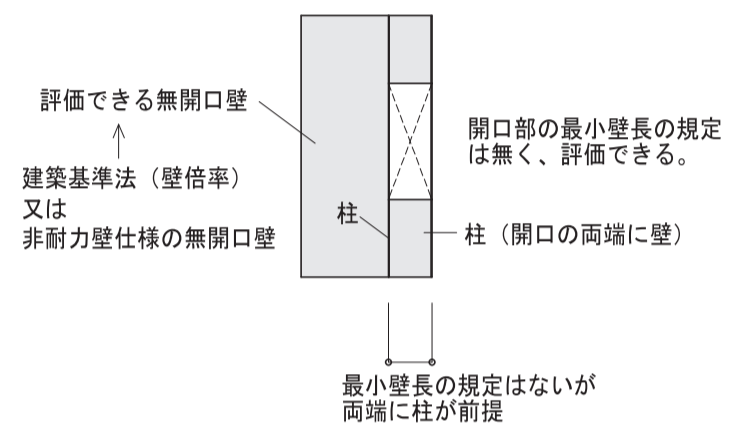 評価できる無開口壁
建築基準法（壁倍率）
又は
非耐力壁仕様の無開口壁
柱
開口部の最小壁長の規定
は無く、評価できる。
柱（開口の両端に壁）
最小壁長の規定はないが
両端に柱が前提